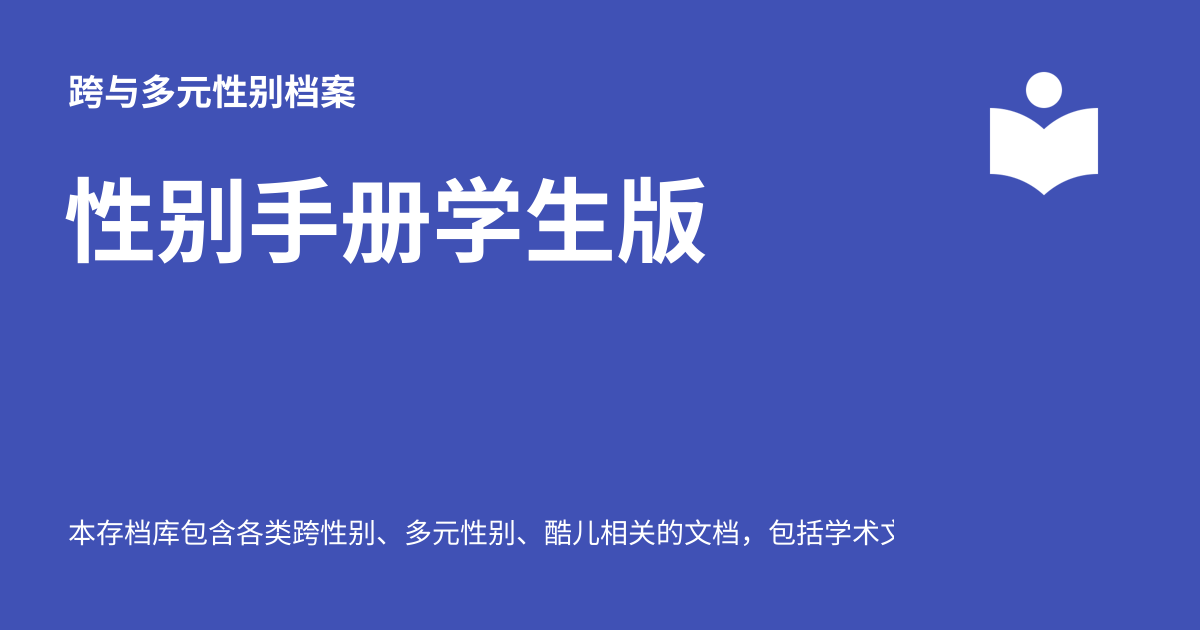 跨与多元性别档案
性别手册学生版
本存档库包含各类跨性别、多元性别、酷儿相关的文档，包括学术